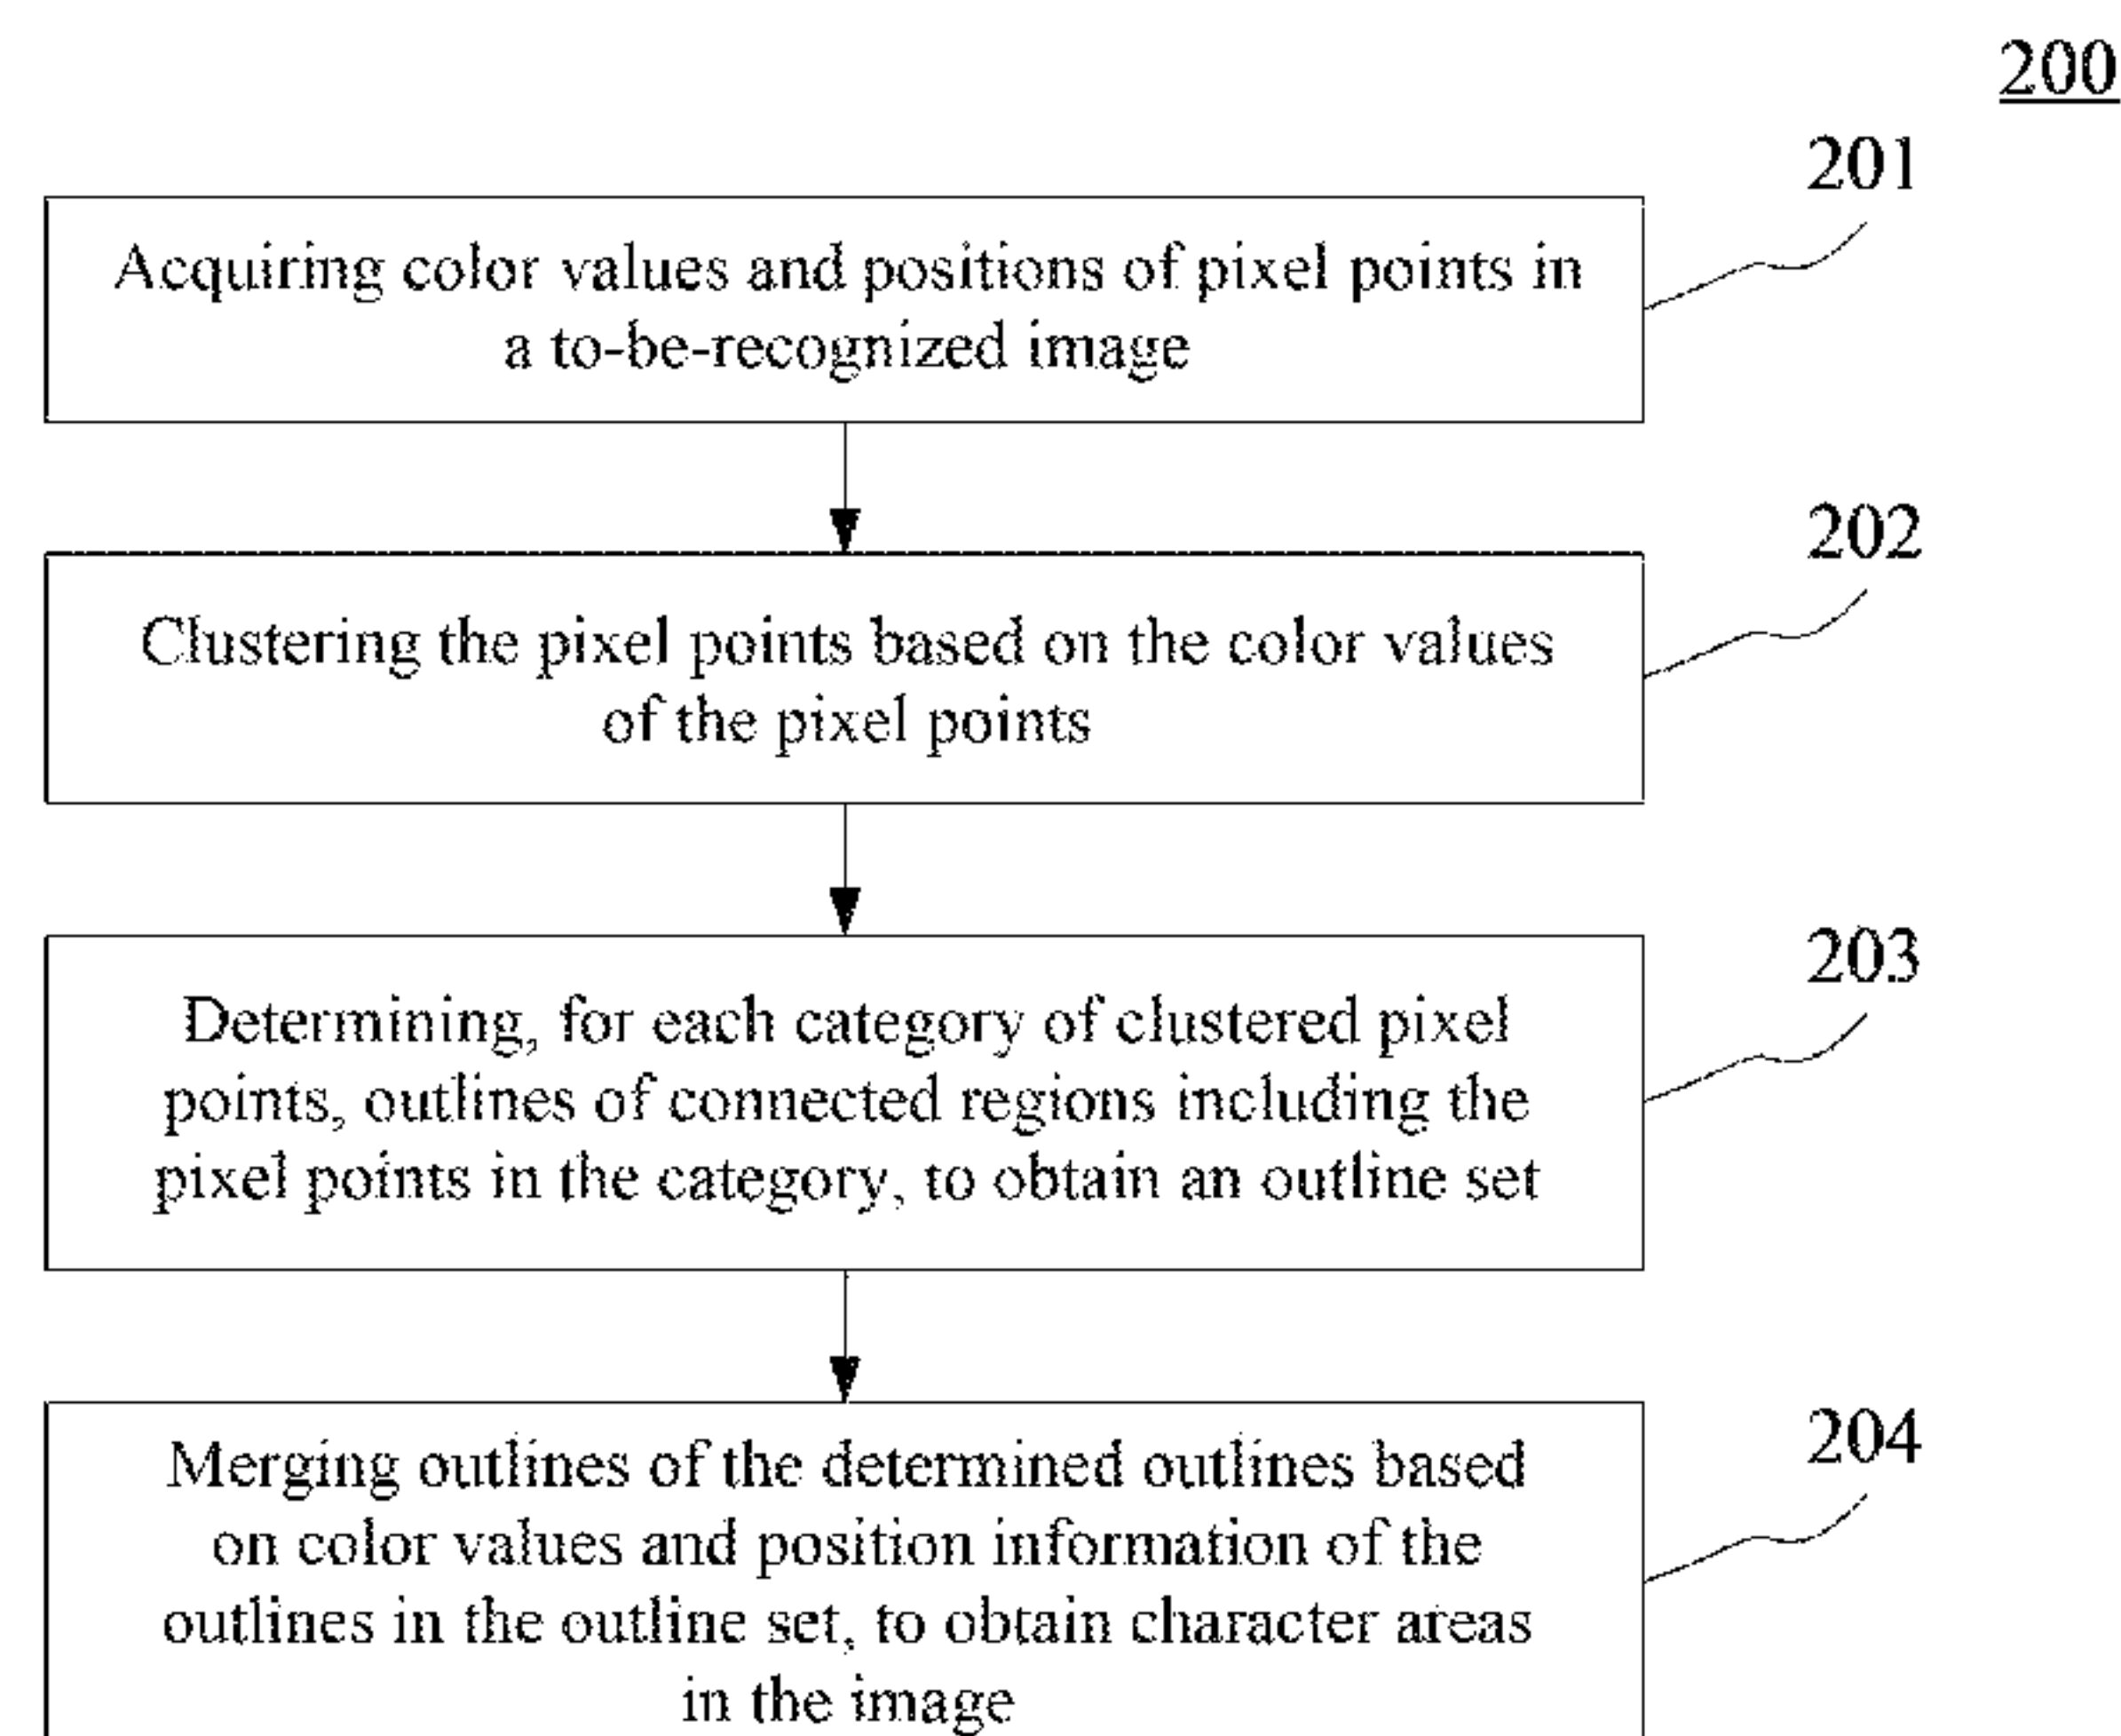 200
201
Acquiring color values and positions of pixel points in
a to-be-recognized image
202
Clustering the pixel points based on the color values
of the pixel points
203
Determining, for each category of clustered pixel
points, outlines of connected regions including the
pixel points in the category, to obtain an outline set
204
Merging outlines of the determined outlines based
on color values and position information of the
outlines in the outline set, to obtain character areas
in the image